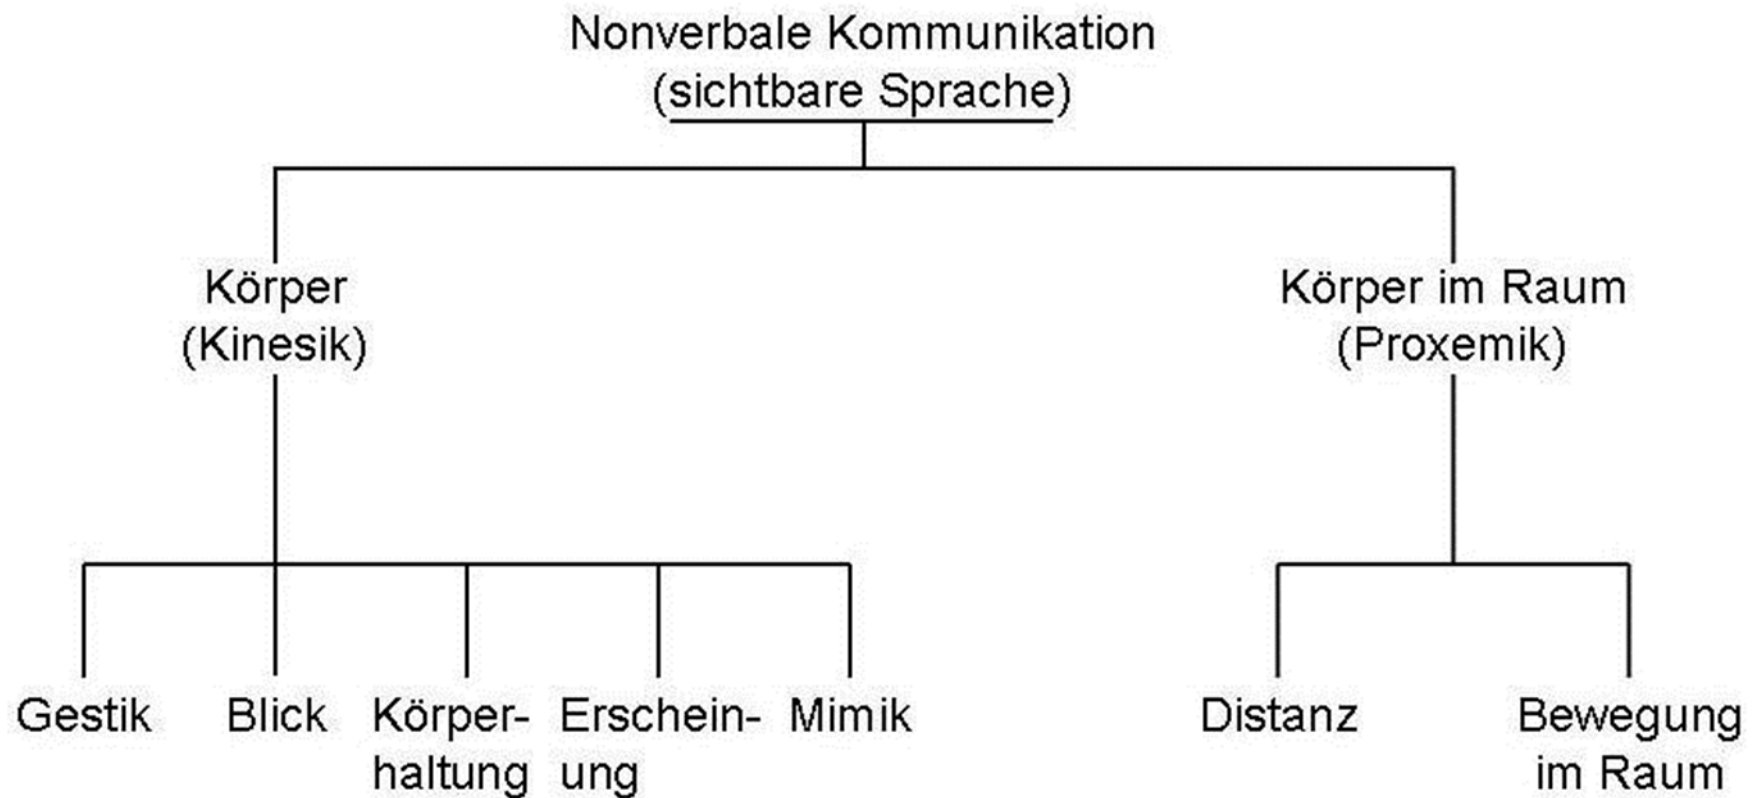 Nonverbale Kommunikation
(sichtbare Sprache)
Körper
(Kinesik)
Körper im Raum
(Proxemik)
Gestik
Blick
Körper-
haltung
Erschein-
ung
Mimik
Distanz
Bewegung
im Raum